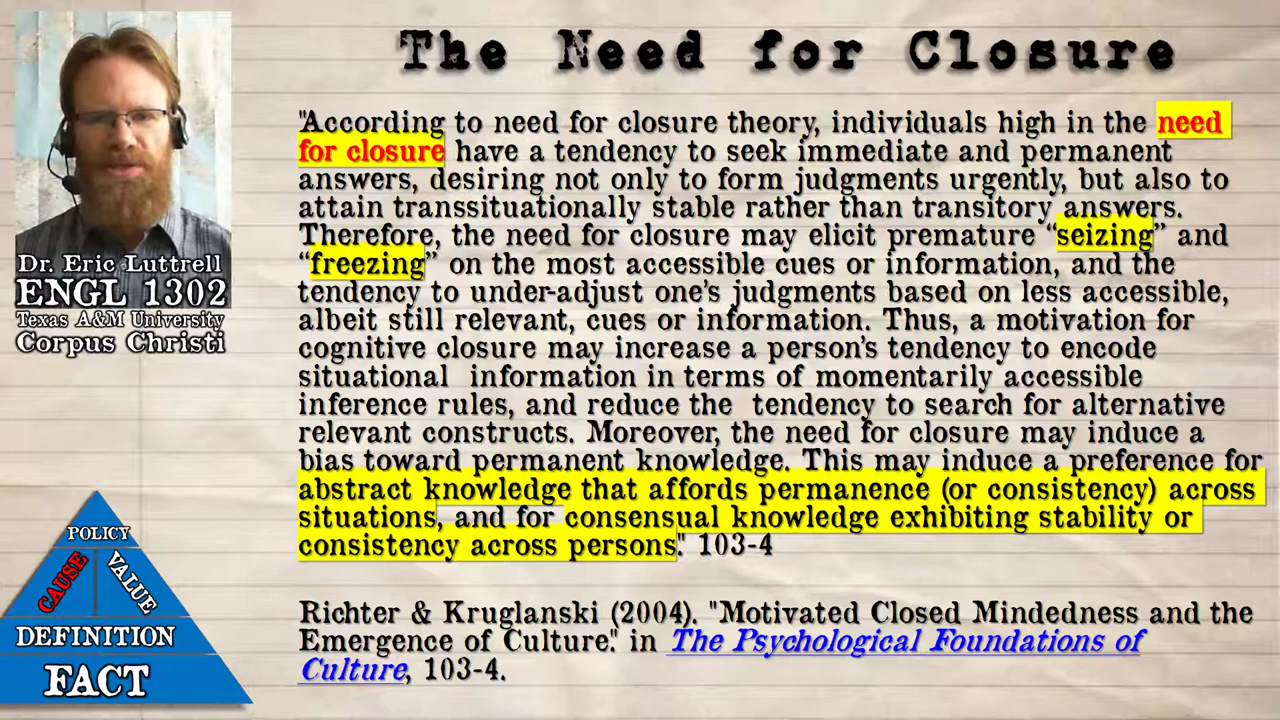 The Need for Closure
"According to need for closure theory, individuals high in the need
for closure have a tendency to seek immediate and permanent
answers, desiring not only to form judgments urgently, but also to
attain transsituationally stable rather than transitory answers.
Therefore, the need for closure may elicit premature “seizing” and
“freezing” on the most accessible cues or information, and the
tendency to under-adjust one's judgments based on less accessible,
albeit still relevant, cues or information. Thus, a motivation for
cognitive closure may increase a person's tendency to encode
situational information in terms of momentarily accessible
inference rules, and reduce the tendency to search for alternative
relevant constructs. Moreover, the need for closure may induce a
bias toward permanent knowledge. This may induce a preference for
abstract knowledge that affords permanence (or consistency) across
situations, and for consensual knowledge exhibiting stability or
consistency across persons." 103-4
Richter & Kruglanski (2004). "Motivated Closed Mindedness and the
Emergence of Culture." in The Psychological Foundations of
Culture, 103-4.
Dr. Eric Luttrell
ENGL 1302
Texas A&M University
Corpus Christi
POLICY
CAUSE
VALUE
DEFINITION
FACT